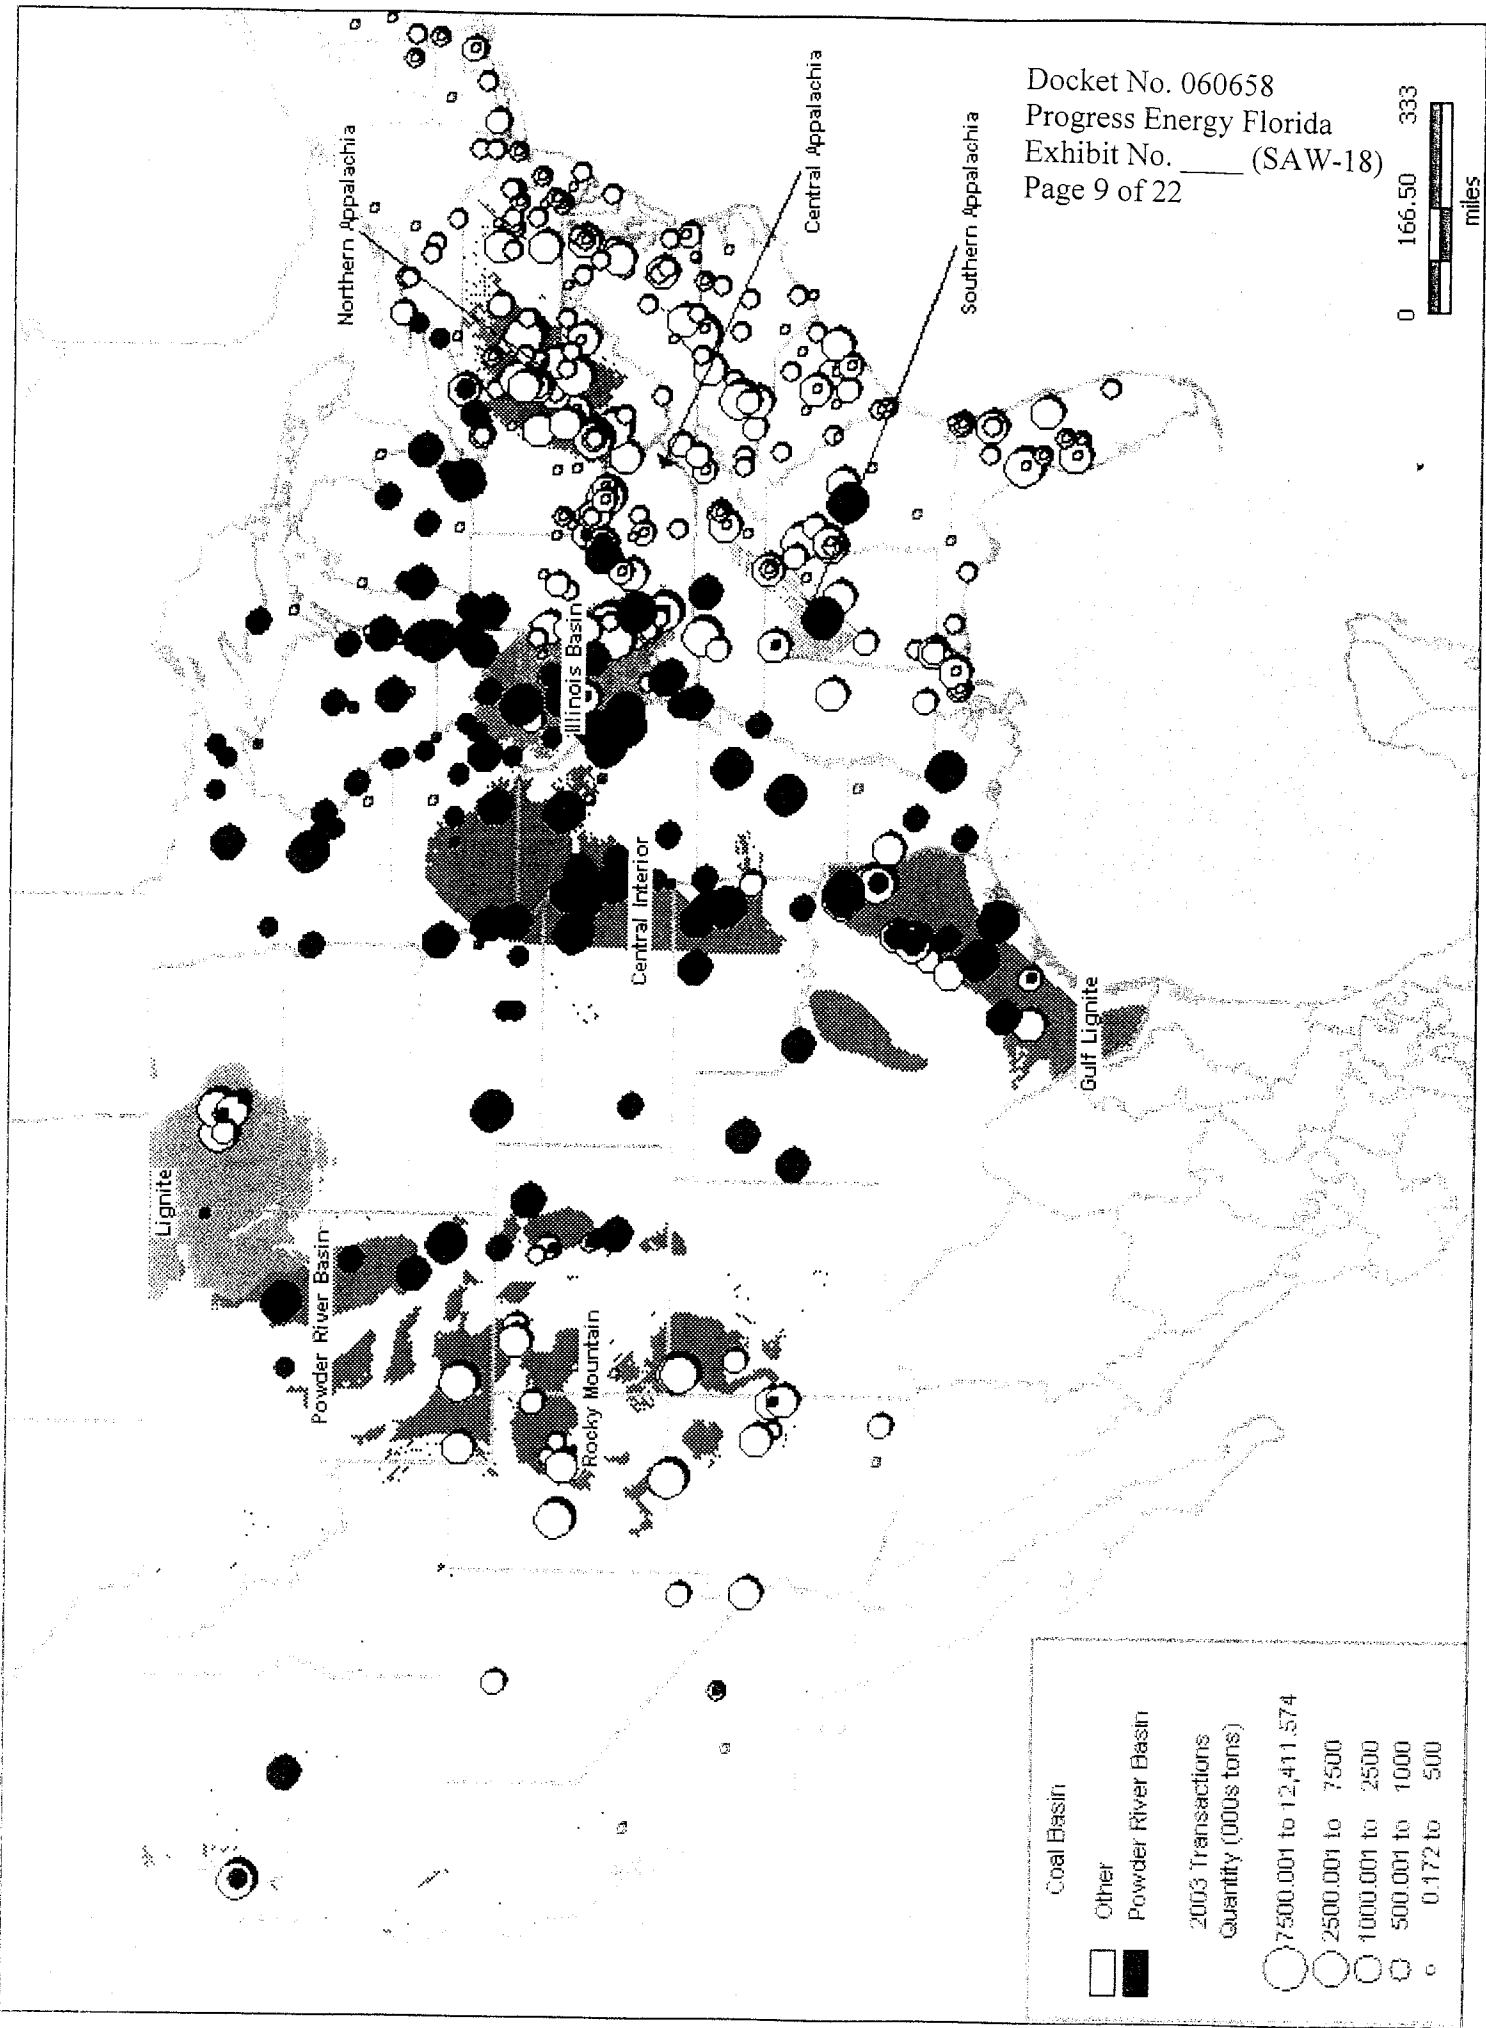 Docket No. 060658
Progress Energy Florida
Exhibit No. ____ (SAW-18)
Page 9 of 22
Northern Appalachia
Central Appalachia
Southern Appalachia
Illinois Basin
Central Interior
Gulf Lignite
Lignite
Powder River Basin
Rocky Mountain
0 166.50 333
miles
Coal Basin
Other
Powder River Basin
2003 Transactions
Quantity (000s tons)
7500.001 to 12,411.574
2500.001 to 7500
1000.001 to 2500
500.001 to 1000
0.172 to 500